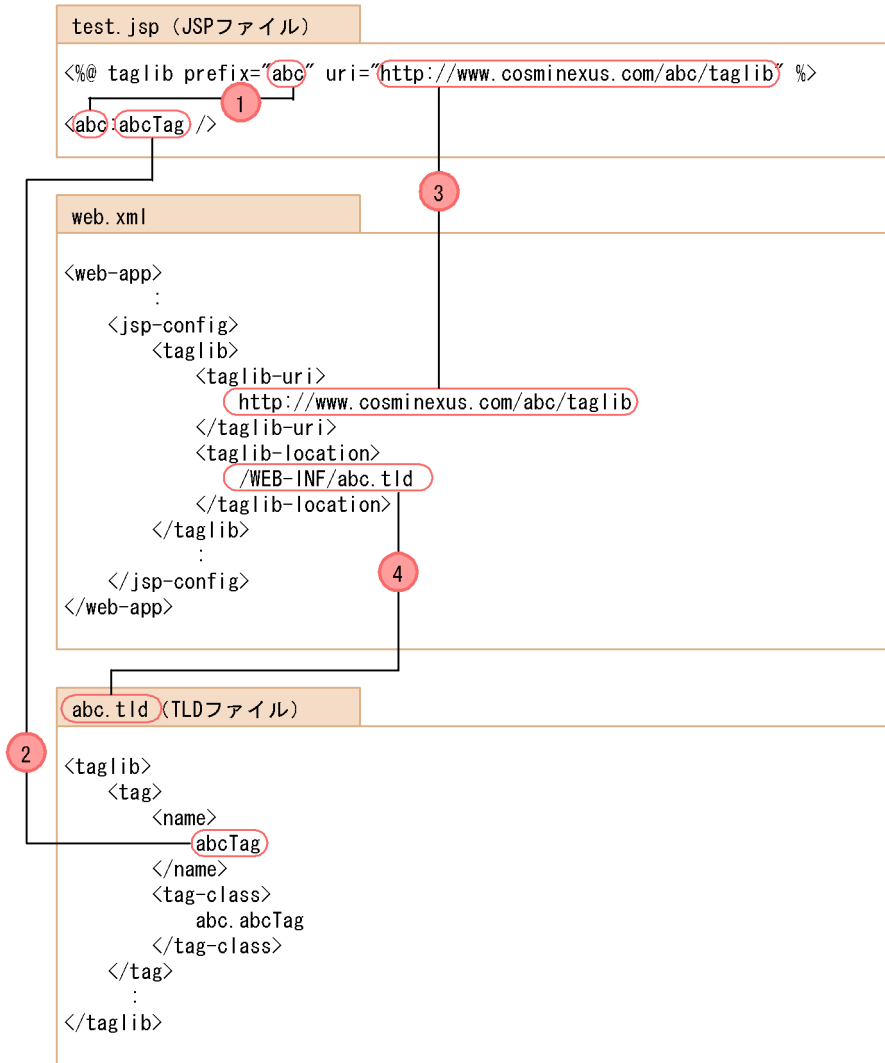 test.jsp (JSPファイル)
<%@ taglib prefix="abc" uri="http://www.cosminexus.com/abc/taglib" %>
1
<abc:abcTag />
3
web.xml
<web-app>
:
<jsp-config>
<taglib>
<taglib-uri>
http://www.cosminexus.com/abc/taglib
</taglib-uri>
<taglib-location>
/WEB-INF/abc.tld
</taglib-location>
</taglib>
:
4
</jsp-config>
</web-app>
abc.tld (TLDファイル)
2
<taglib>
<tag>
<name>
abcTag
</name>
<tag-class>
abc.abcTag
</tag-class>
</tag>
:
</taglib>